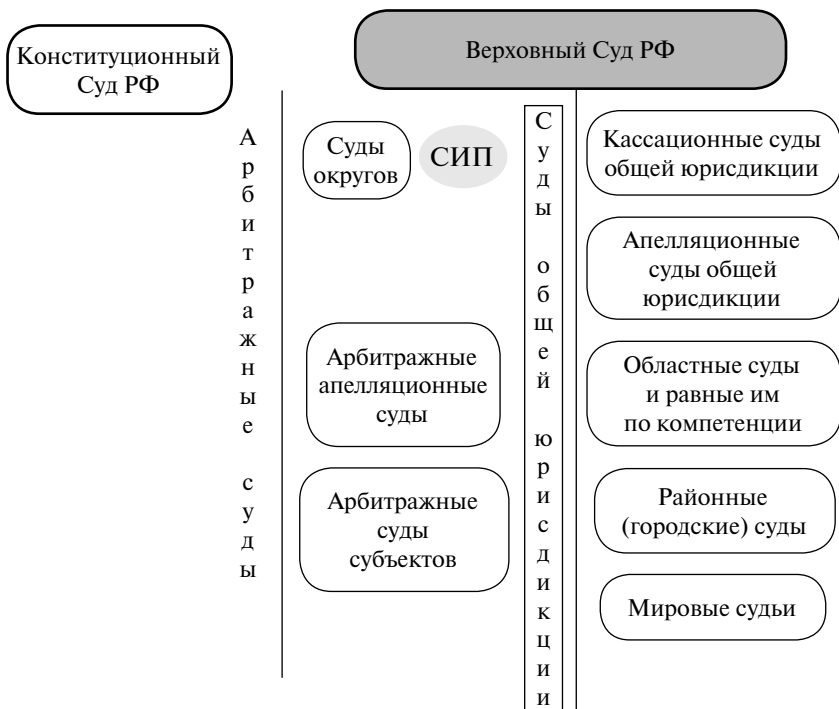 Конституционный
Суд РФ
Верховный Суд РФ
Арбитражные суды
Суды
округов
СИП
Арбитражные
апелляционные
суды
Арбитражные
суды
субъектов
Суды общей юрисдикции
Кассационные суды
общей юрисдикции
Апелляционные
суды общей
юрисдикции
Областные суды
и равные им
по компетенции
Районные
(городские) суды
Мировые судьи